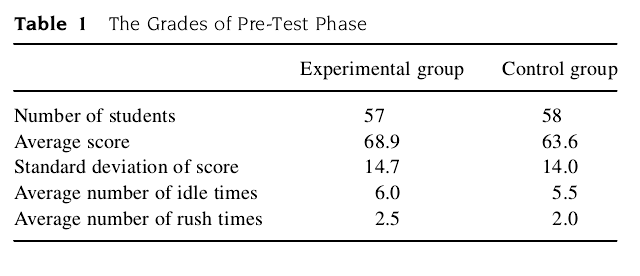 Table 1 The Grades of Pre-Test Phase
Experimental group Control group
Number of students 57 58
Average score 68.9 63.6
Standard deviation of score 14.7 14.0
Average number of idle times 6.0 5.5
Average number of rush times 2.5 2.0